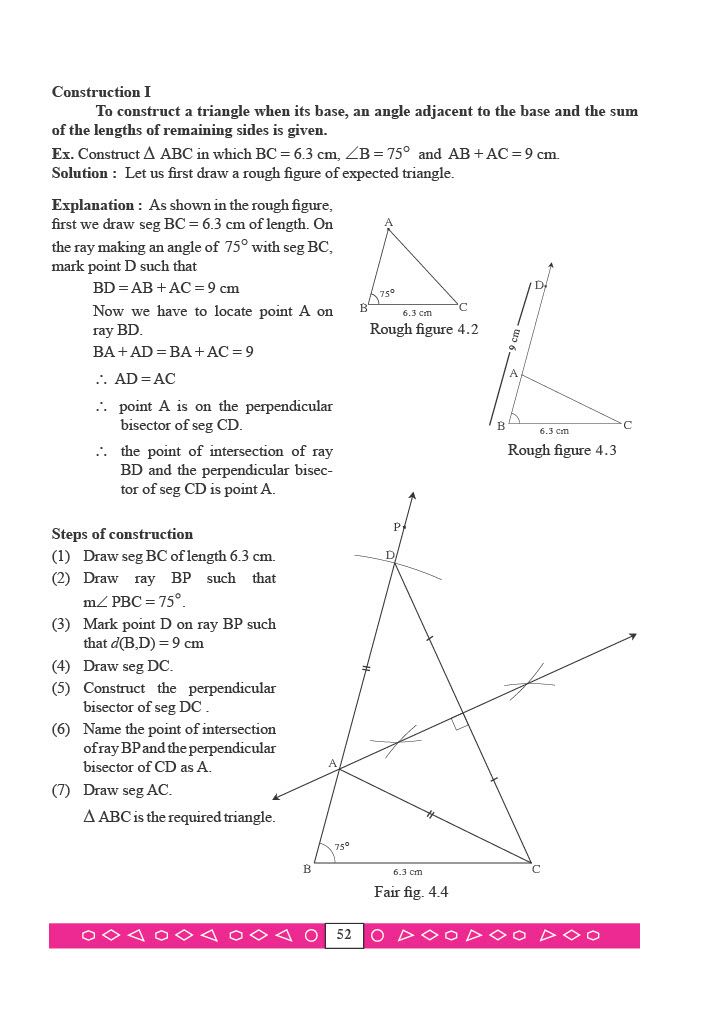 Construction I
To construct a triangle when its base, an angle adjacent to the base and the sum
of the lengths of remaining sides is given.
Ex. Construct ∆ ABC in which BC = 6.3 cm, ∠B = 75° and AB + AC = 9 cm.
Solution : Let us first draw a rough figure of expected triangle.
Explanation : As shown in the rough figure,
first we draw seg BC = 6.3 cm of length. On
the ray making an angle of 75° with seg BC,
mark point D such that
BD = AB + AC = 9 cm
Now we have to locate point A on
ray BD.
BA + AD = BA + AC = 9
∴ AD = AC
∴ point A is on the perpendicular
bisector of seg CD.
∴ the point of intersection of ray
BD and the perpendicular bisec-
tor of seg CD is point A.
A
75°
B
C
6.3 cm
Rough figure 4.2
D
9 cm
A
B
C
6.3 cm
Rough figure 4.3
Steps of construction
(1) Draw seg BC of length 6.3 cm.
(2) Draw ray BP such that
m∠ PBC = 75°.
(3) Mark point D on ray BP such
that d(B,D) = 9 cm
(4) Draw seg DC.
(5) Construct the perpendicular
bisector of seg DC .
(6) Name the point of intersection
of ray BP and the perpendicular
bisector of CD as A.
(7) Draw seg AC.
∆ ABC is the required triangle.
P
D
A
75°
B
C
6.3 cm
Fair fig. 4.4
52